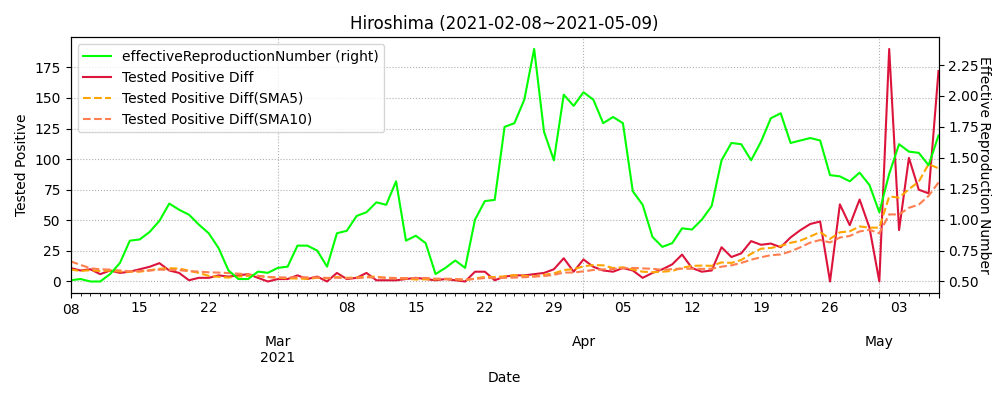 Hiroshima (2021-02-08~2021-05-09)
effectiveReproductionNumber (right)
Tested Positive Diff
Tested Positive Diff(SMA5)
Tested Positive Diff(SMA10)
Tested Positive
175
150
125
100
75
50
25
0
2.25
2.00
1.75
1.50
1.25
1.00
0.75
0.50
Effective Reproduction Number
08 15 22 08 15 22 29 05 12 19 26 03
Mar Apr May
2021
Date